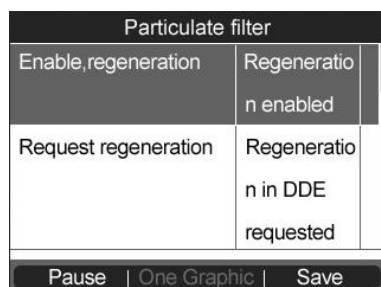 Particulate filter
Enable,regeneration
Regeneratio
n enabled
Request regeneration
Regeneratio
n in DDE
requested
Pause | One Graphic | Save